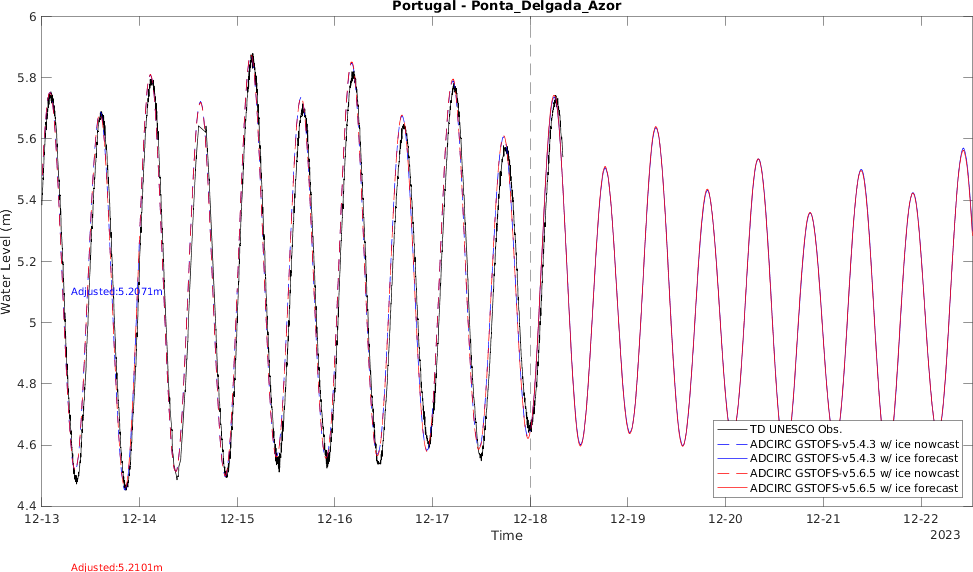 Portugal - Ponta_Delgada_Azor
6
5.8
5.6
5.4
5.2
5
4.8
4.6
4.4
Water Level (m)
Adjusted:5.2071m
TD UNESCO Obs.
ADCIRC GSTOFS-v5.4.3 w/ ice nowcast
ADCIRC GSTOFS-v5.4.3 w/ ice forecast
ADCIRC GSTOFS-v5.6.5 w/ ice nowcast
ADCIRC GSTOFS-v5.6.5 w/ ice forecast
12-13 12-14 12-15 12-16 12-17 12-18 12-19 12-20 12-21 12-22
Time
2023
Adjusted:5.2101m